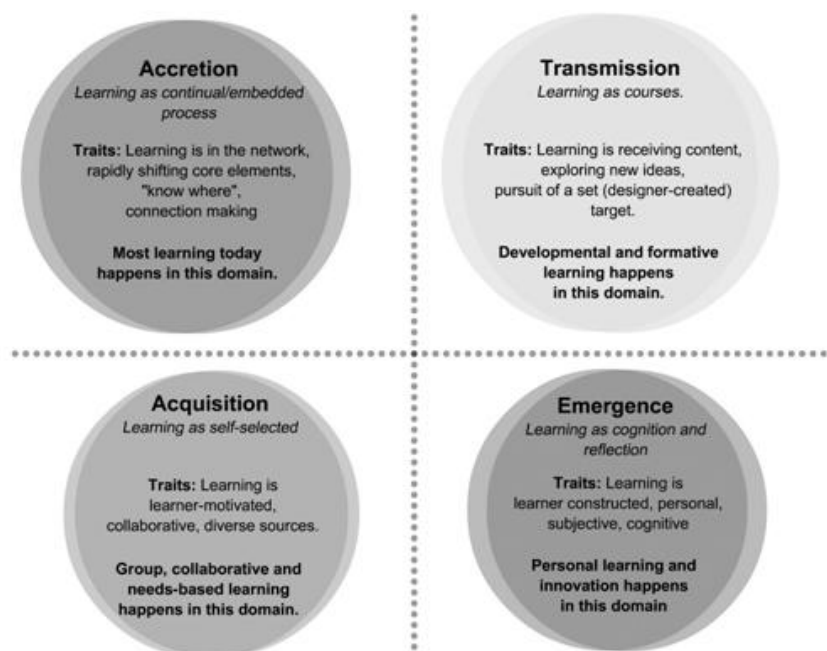 Accretion
Learning as continual/embedded
process
Traits: Learning is in the network,
rapidly shifting core elements,
"know where",
connection making
Most learning today
happens in this domain.
Transmission
Learning as courses.
Traits: Learning is receiving content,
exploring new ideas,
pursuit of a set (designer-created)
target.
Developmental and formative
learning happens
in this domain.
Acquisition
Learning as self-selected
Traits: Learning is
learner-motivated,
collaborative, diverse sources.
Group, collaborative and
needs-based learning
happens in this domain.
Emergence
Learning as cognition and
reflection
Traits: Learning is
learner constructed, personal,
subjective, cognitive
Personal learning and
innovation happens
in this domain